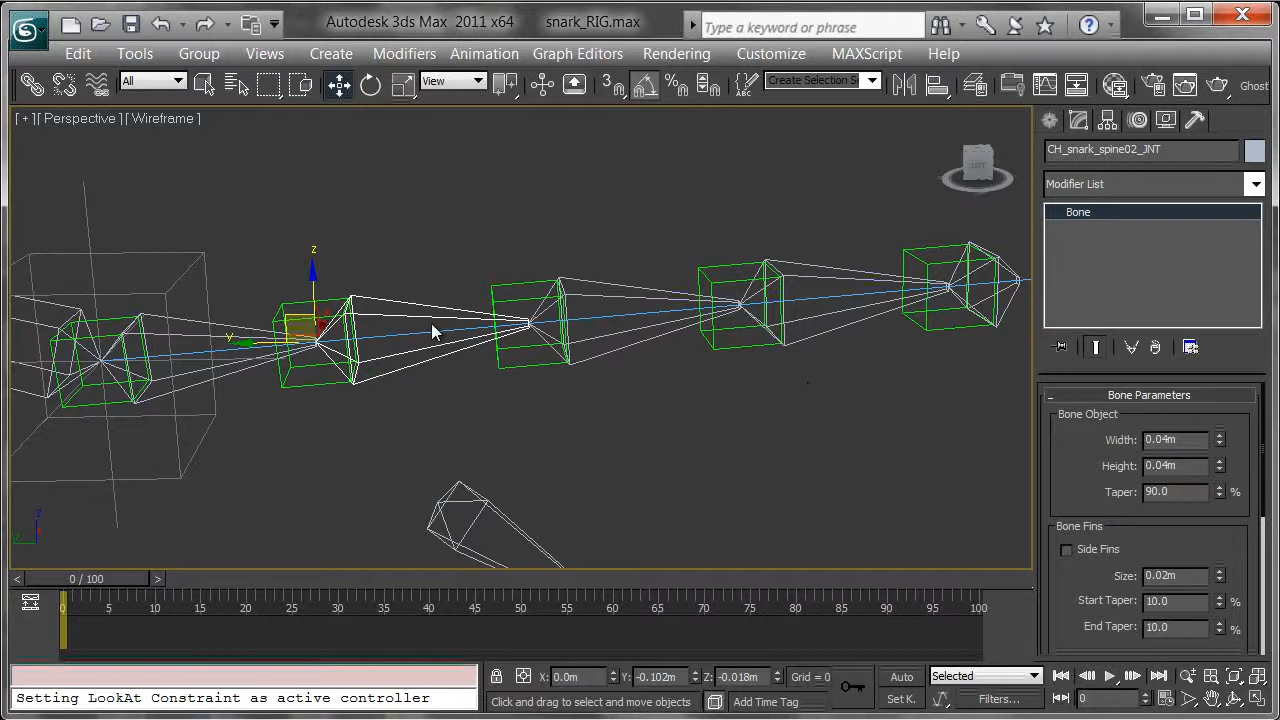 Autodesk 3ds Max 2011 x64 snark_RIG.max
Type a keyword or phrase
Edit Tools Group Views Create Modifiers Animation Graph Editors Rendering Customize MAXScript Help
All View 3 Create Selection Se Ghost
[ + ][ Perspective ] [ Wireframe ]
LEFT
CH_snark_spine02_JNT
Modifier List
Bone
z
y
Bone Parameters
Bone Object
Width: 0.04m
Height: 0.04m
Taper: 90.0 %
Bone Fins
Side Fins
Size: 0.02m
Start Taper: 10.0 %
End Taper: 10.0 %
z
0 / 100
0 5 10 15 20 25 30 35 40 45 50 55 60 65 70 75 80 85 90 95 100
X: 0.0m Y: -0.102m Z: -0.018m Grid = 0 Auto Selected
Setting LookAt Constraint as active controller
Click and drag to select and move objects Add Time Tag Set K. Filters... 0